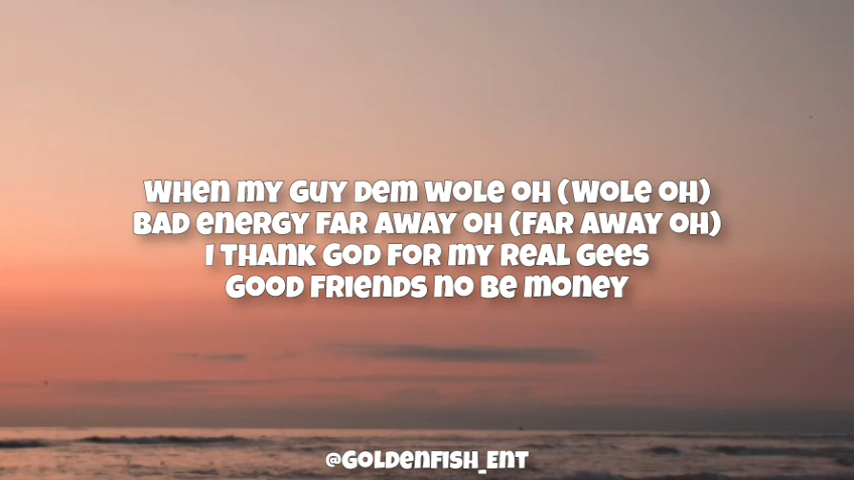 When my guy dem wole oh (wole oh)
Bad energy far away oh (far away oh)
I thank God for my real gees
Good friends no be money
@Goldenfish_Ent